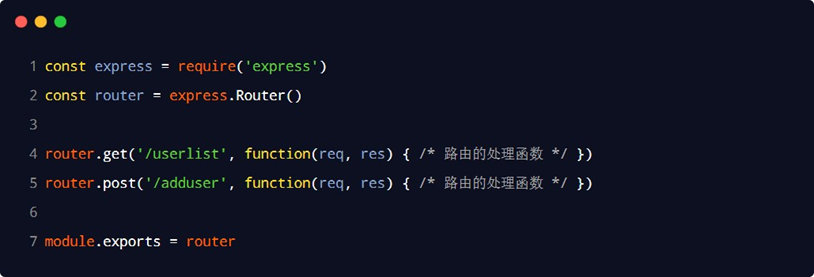 1 const express = require('express')
2 const router = express.Router()
3
4 router.get('/userlist', function(req, res) { /* 路由的处理函数 */ })
5 router.post('/adduser', function(req, res) { /* 路由的处理函数 */ })
6
7 module.exports = router